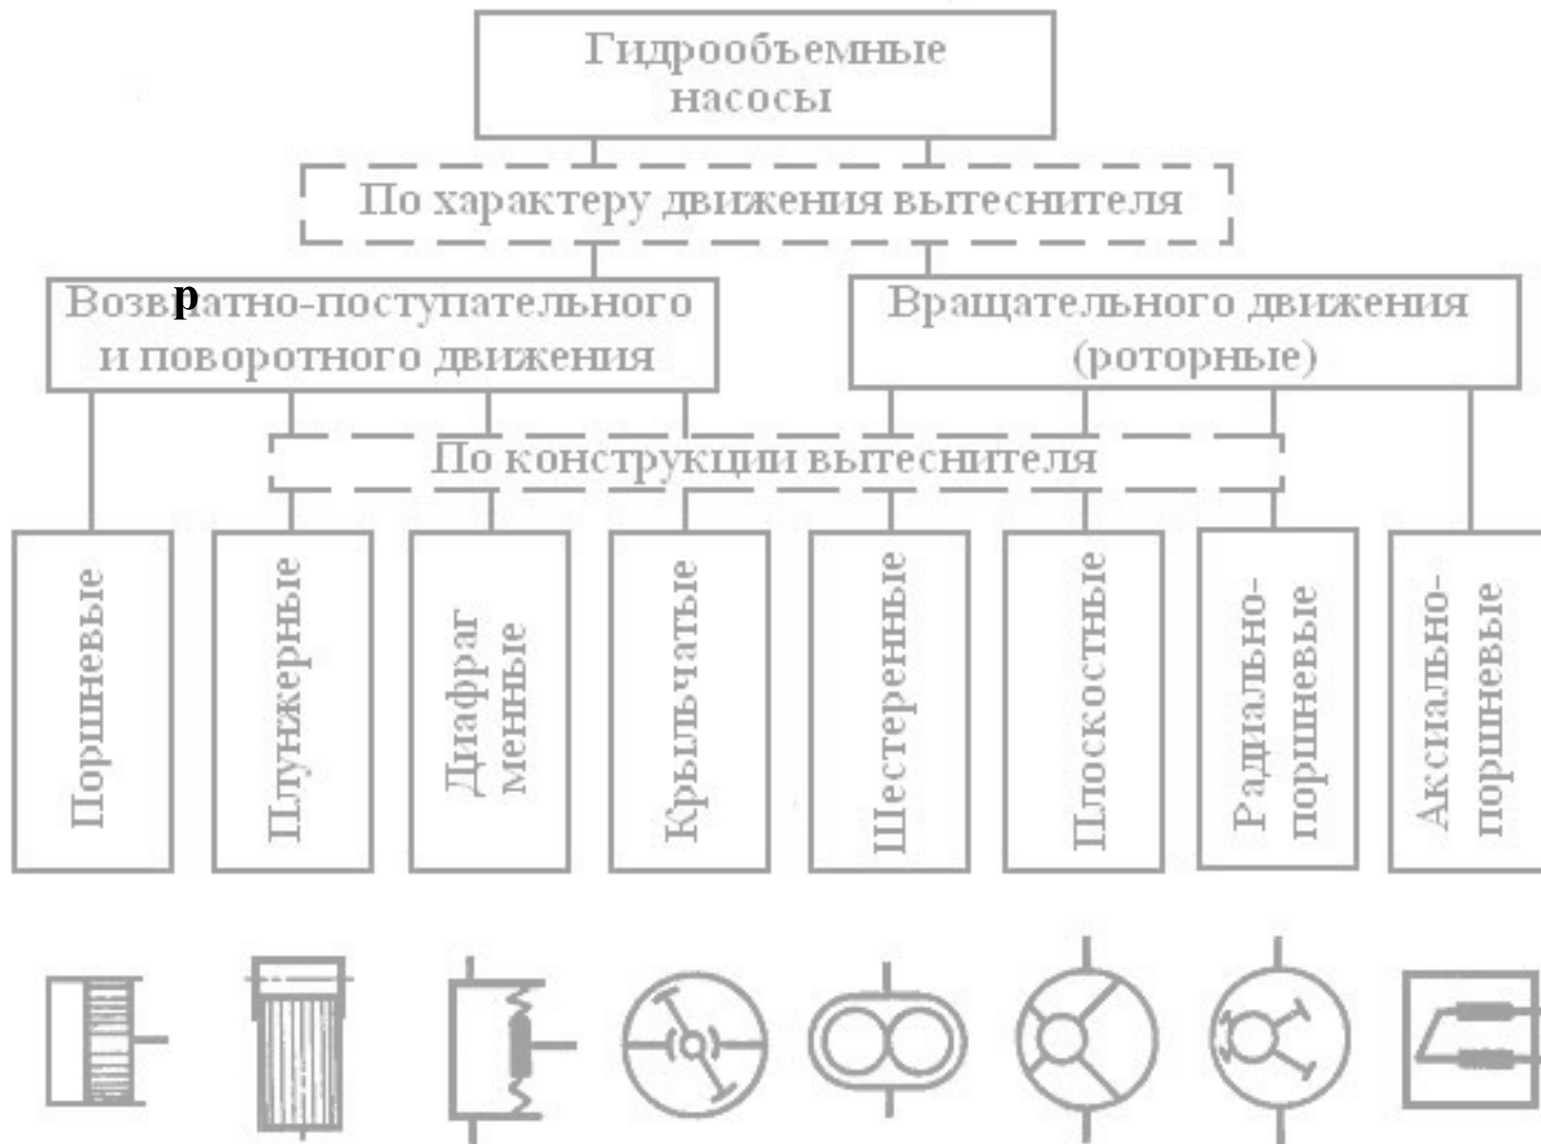 Гидрообъемные
насосы
По характеру движения вытеснителя
Возвратно-поступательного
и поворотного движения
Вращательного движения
(роторные)
По конструкции вытеснителя
Поршневые
Плунжерные
Диафраг
менные
Крыльчатые
Шестеренные
Плоскостные
Радиально-
поршневые
Аксиально-
поршневые